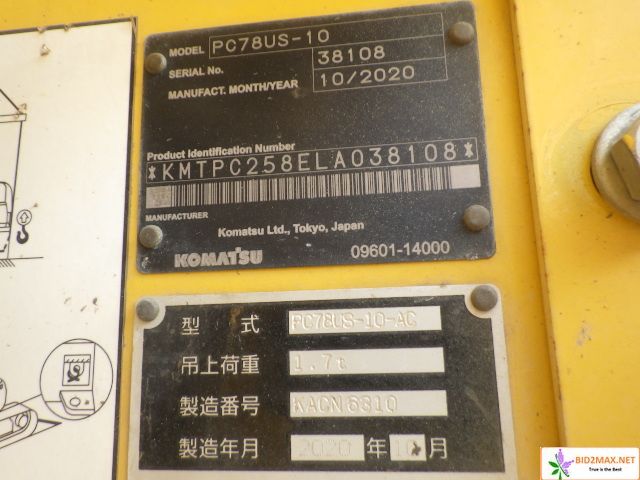 MODEL PC78US-10
SERIAL No. 38108
MANUFACT. MONTH/YEAR 10/2020
Product Identification Number
*KMTPC258ELA038108*
MANUFACTURER
Komatsu Ltd., Tokyo, Japan
KOMATSU 09601-14000
型 式 PC78US-10-AC
吊上荷重 1.7t
製造番号 KACN6810
製造年月 2020 年 10 月
BID2MAX.NET
True is the Best